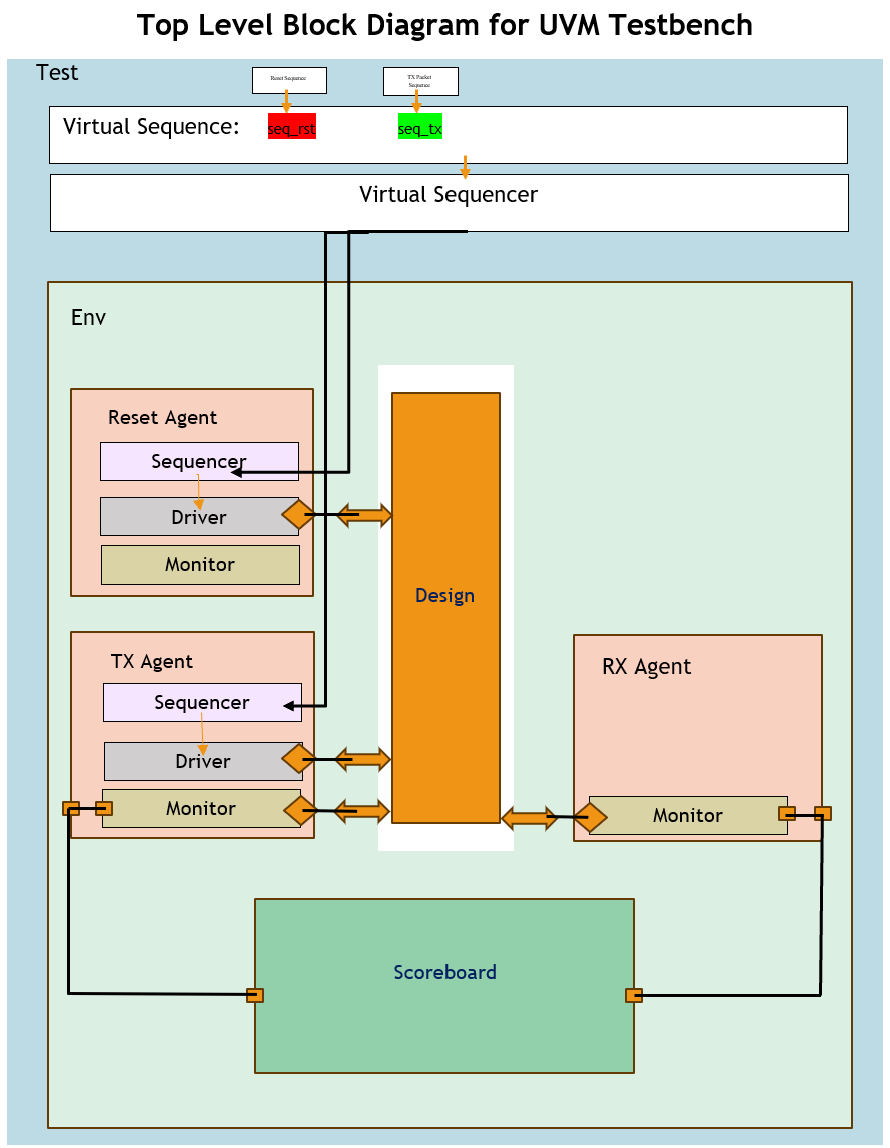 Top Level Block Diagram for UVM Testbench
Test
Reset Sequence
TX Packet
Sequence
Virtual Sequence:
seq_rst
seq_tx
Virtual Sequencer
Env
Reset Agent
Sequencer
Driver
Monitor
Design
TX Agent
Sequencer
Driver
Monitor
RX Agent
Monitor
Scoreboard